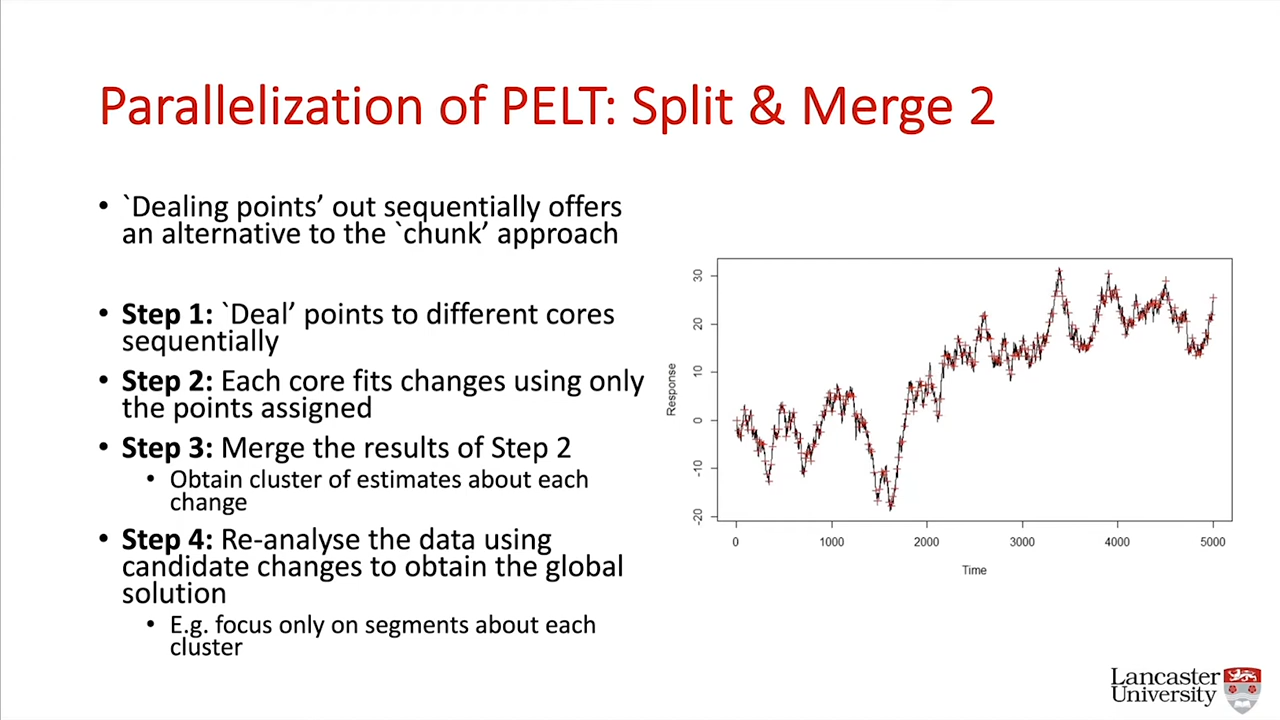 Parallelization of PELT: Split & Merge 2
• `Dealing points’ out sequentially offers
an alternative to the `chunk’ approach
• Step 1: `Deal’ points to different cores
sequentially
• Step 2: Each core fits changes using only
the points assigned
• Step 3: Merge the results of Step 2
• Obtain cluster of estimates about each
change
• Step 4: Re-analyse the data using
candidate changes to obtain the global
solution
• E.g. focus only on segments about each
cluster
Response
30
20
10
0
-10
-20
0 1000 2000 3000 4000 5000
Time
Lancaster
University